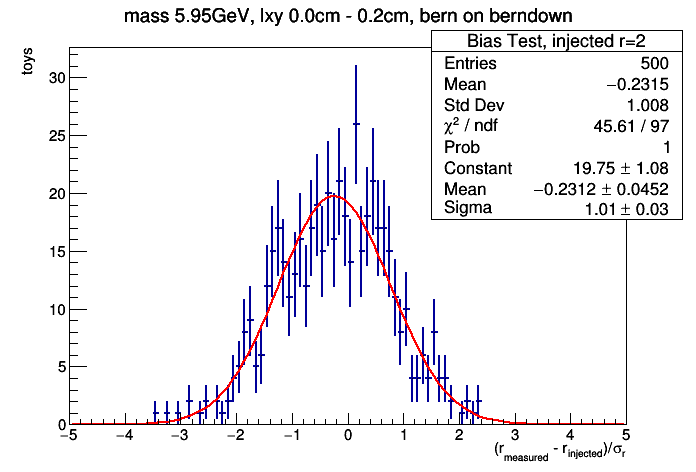 mass 5.95GeV, lxy 0.0cm - 0.2cm, bern on berndown
toys
Bias Test, injected r=2
Entries 500
Mean −0.2315
Std Dev 1.008
χ² / ndf 45.61 / 97
Prob 1
Constant 19.75 ± 1.08
Mean −0.2312 ± 0.0452
Sigma 1.01 ± 0.03
30
25
20
15
10
5
0
−5 −4 −3 −2 −1 0 1 2 3 4 5
(r_measured - r_injected)/σ_r